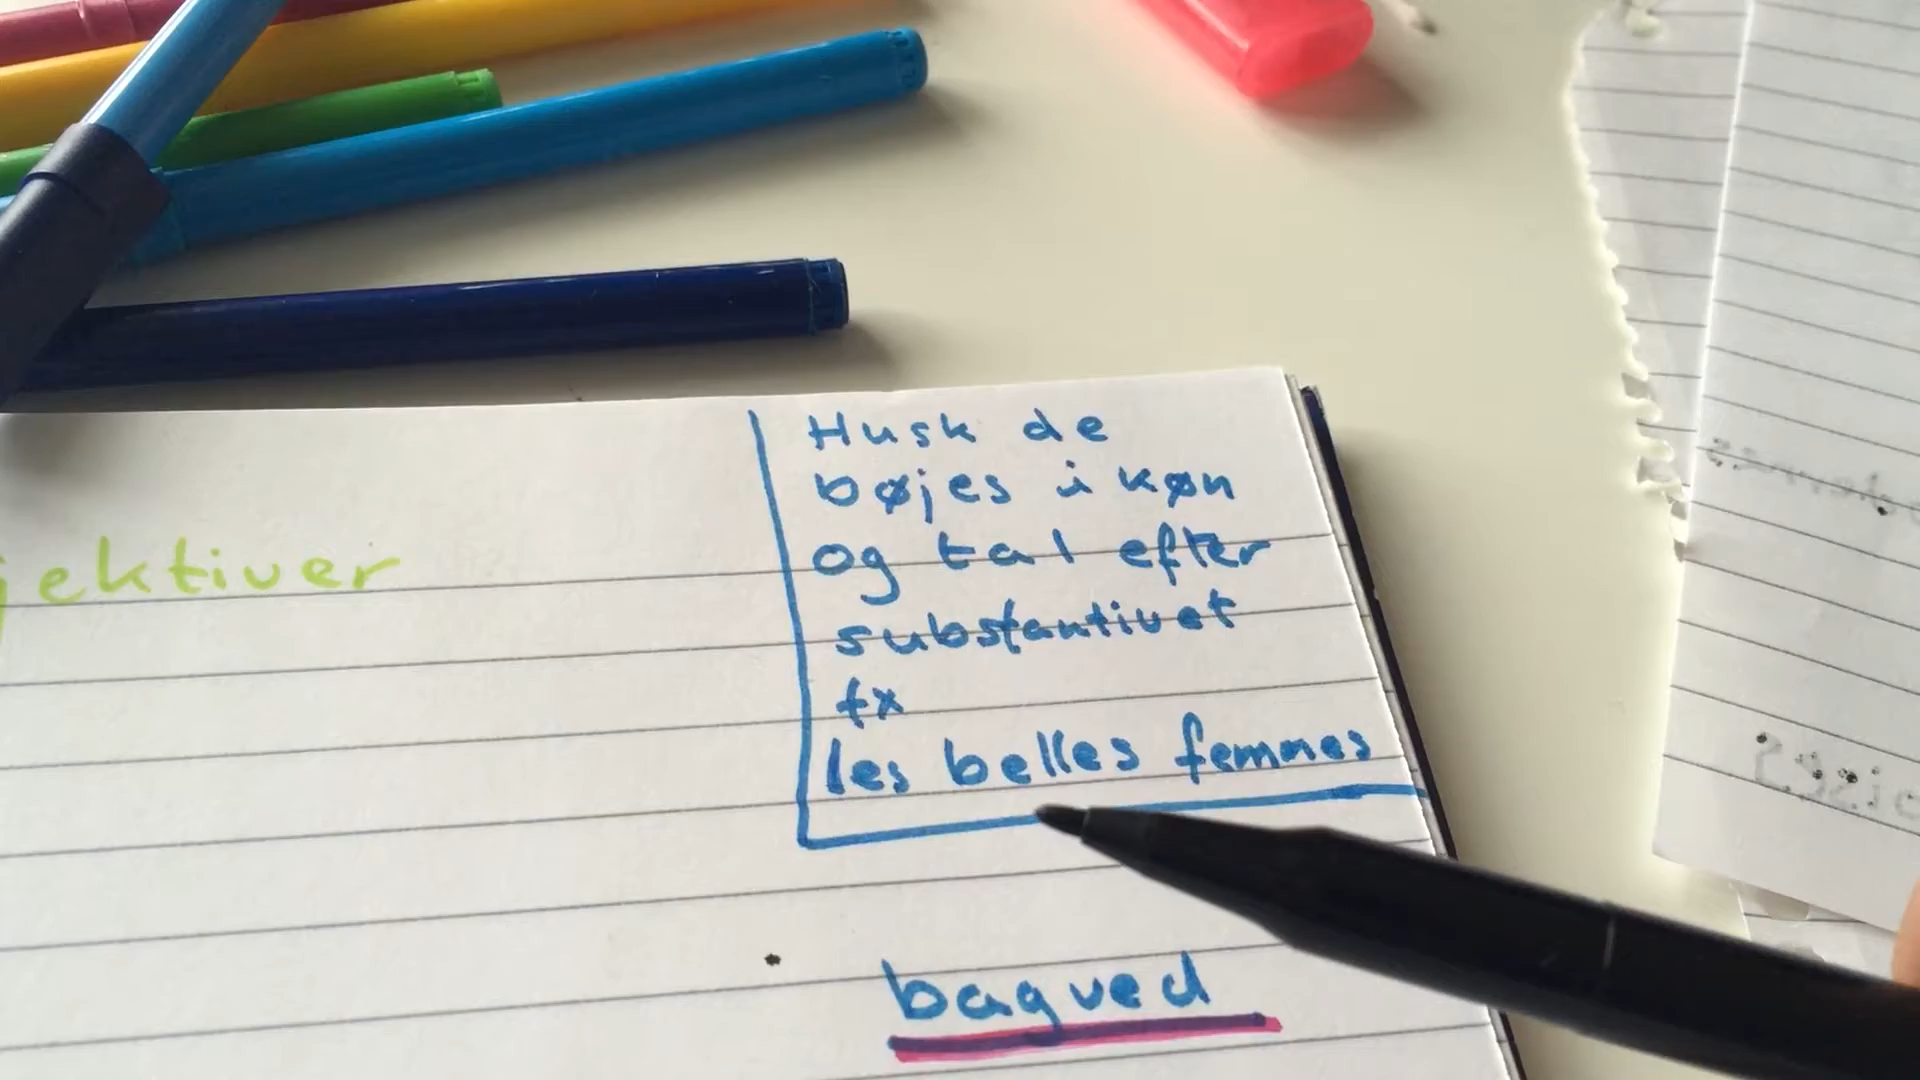 Husk de
bøjes i køn
og tal efter
substantivet
fx
les belles femmes
jektiver
bagved